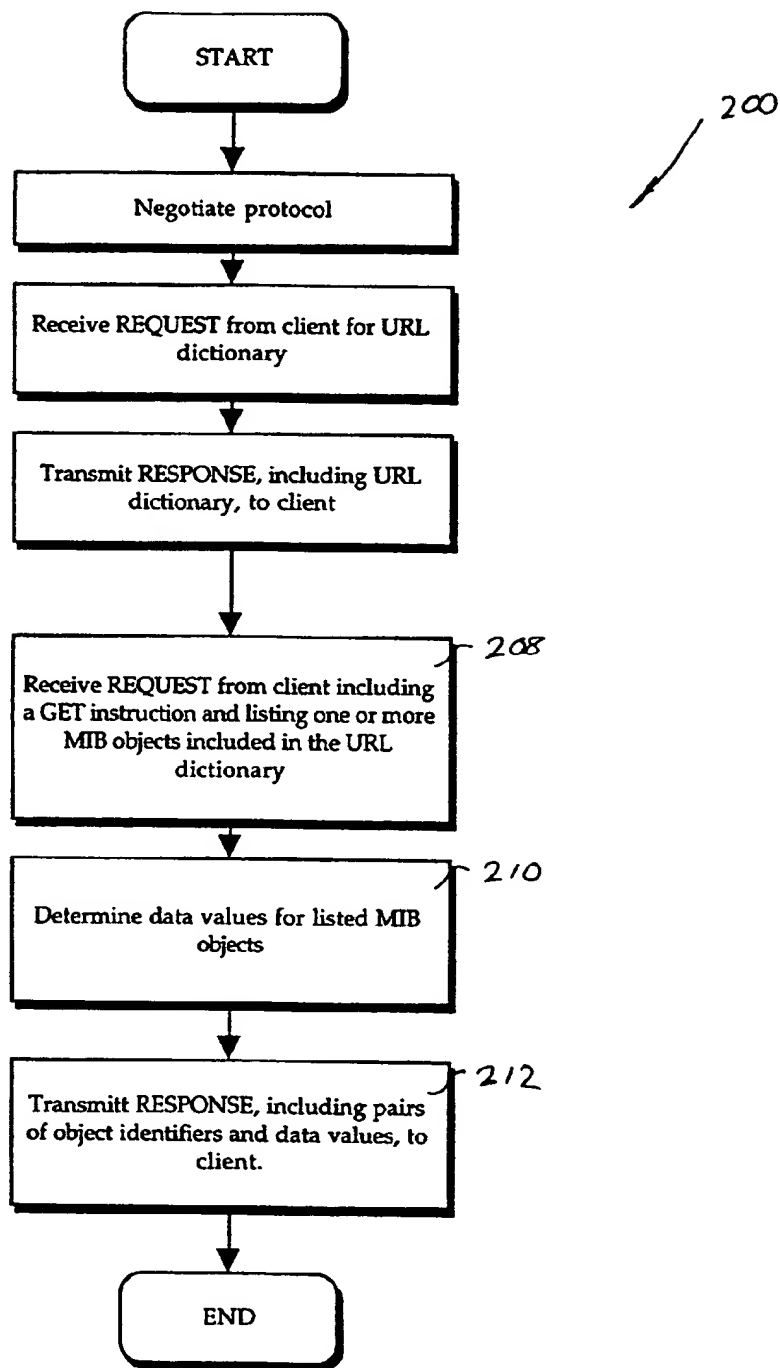 START
200
Negotiate protocol
Receive REQUEST from client for URL
dictionary
Transmit RESPONSE, including URL
dictionary, to client
208
Receive REQUEST from client including
a GET instruction and listing one or more
MIB objects included in the URL
dictionary
210
Determine data values for listed MIB
objects
212
Transmitt RESPONSE, including pairs
of object identifiers and data values, to
client.
END